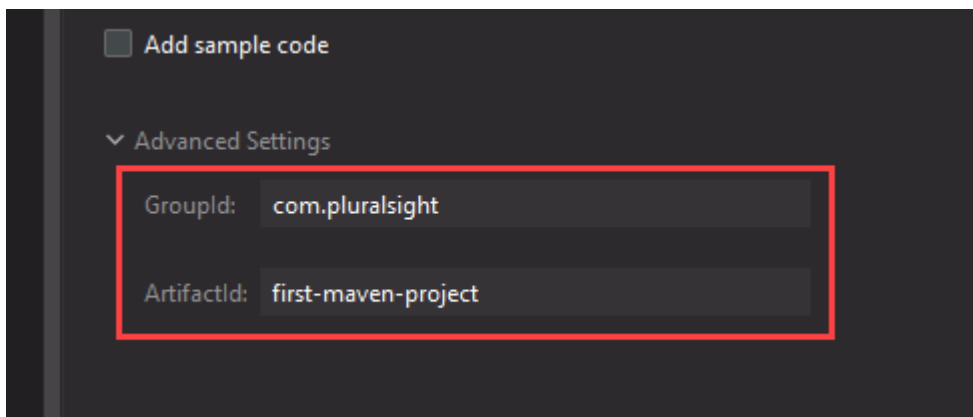 Add sample code
Advanced Settings
GroupId: com.pluralsight
ArtifactId: first-maven-project